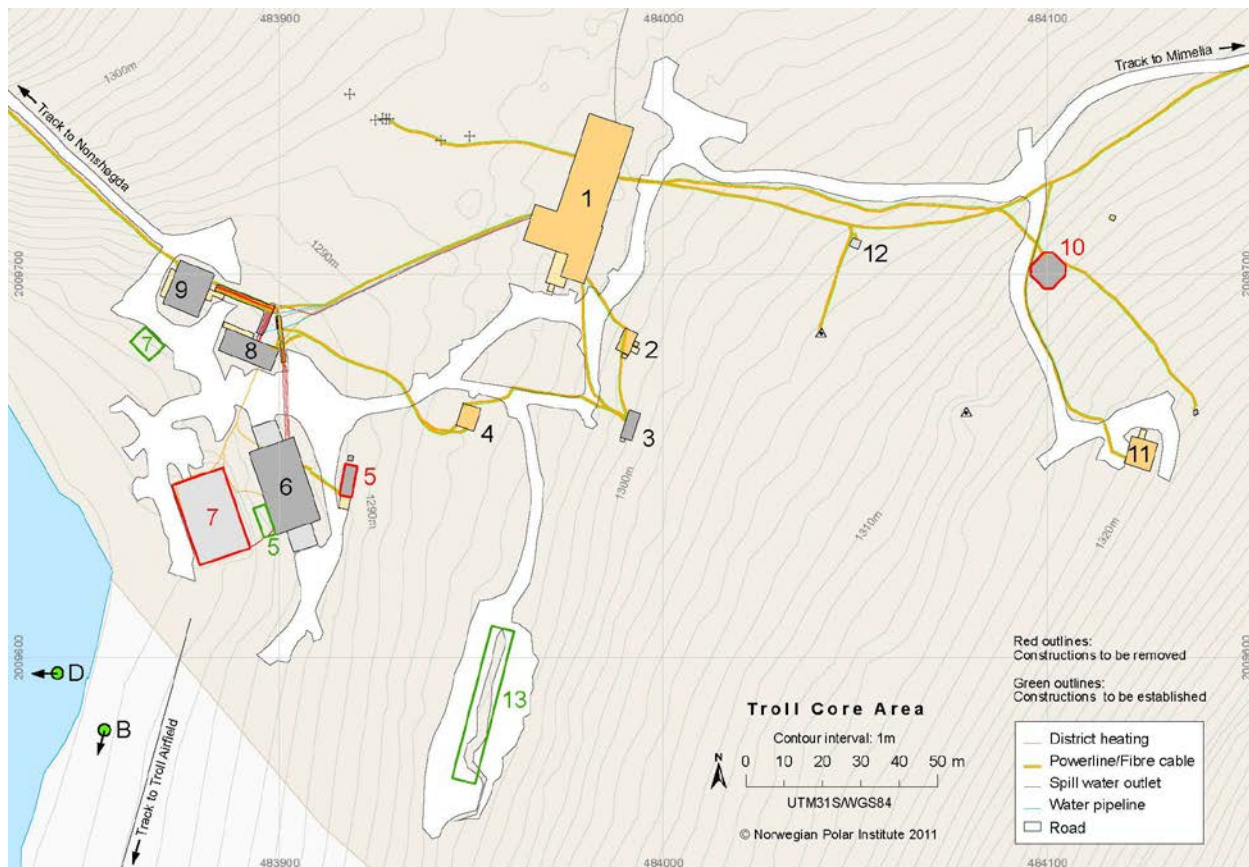 483900
484000
484100
Track to Mimelia
1300m
Track to Nonshøgda
1
1290m
12
10
2009700
2009700
9
8
7
2
4
3
11
6
5
1290m
1300m
1310m
1320m
7
5
2009600
2009600
D
B
13
Track to Troll Airfield
Red outlines:
Constructions to be removed
Green outlines:
Constructions to be established
Troll Core Area
Contour interval: 1m
N
0 10 20 30 40 50 m
UTM31S/WGS84
© Norwegian Polar Institute 2011
District heating
Powerline/Fibre cable
Spill water outlet
Water pipeline
Road
483900
484000
484100